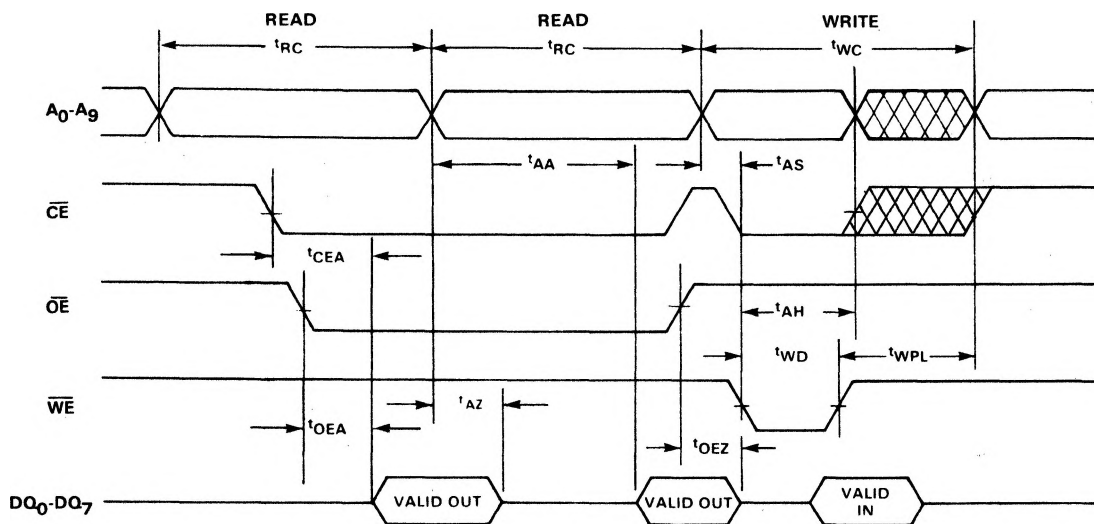 READ READ WRITE
tRC tRC tWC
A0-A9
tAA tAS
CE
tCEA
OE
tAH
tWD tWPL
WE
tAZ
tOEA
tOEZ
DQ0-DQ7 VALID OUT VALID OUT VALID IN